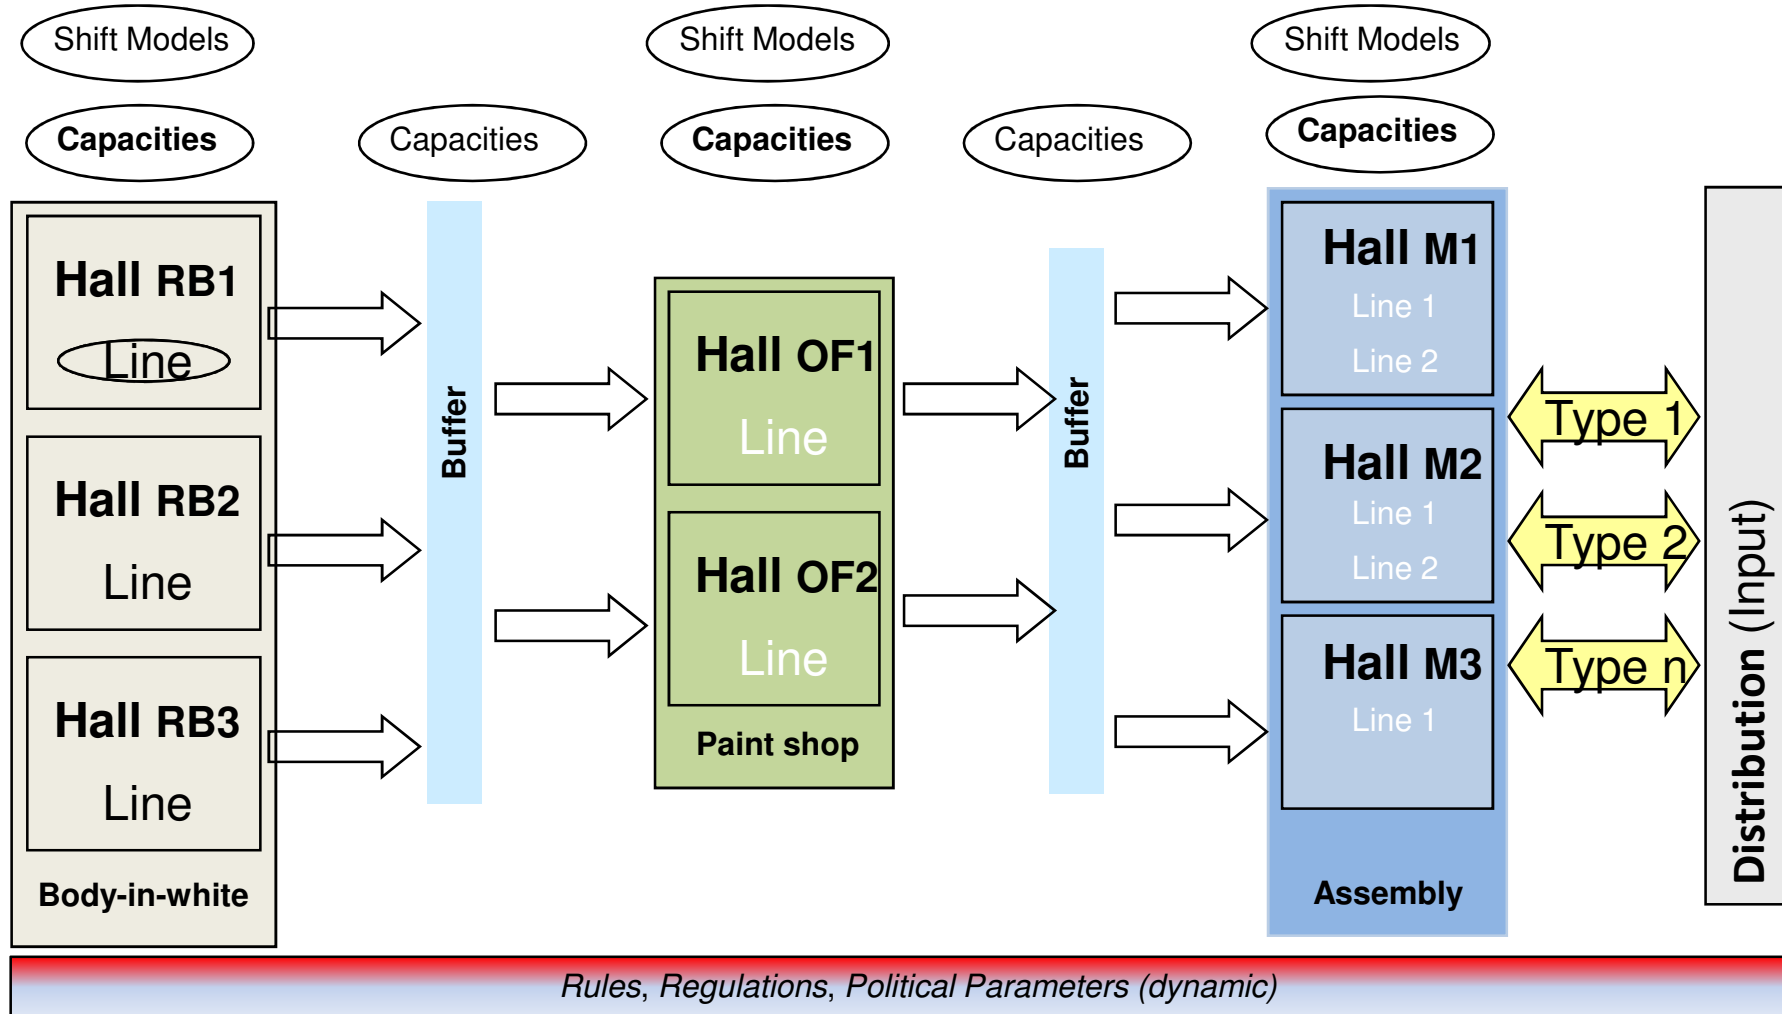 Shift Models
Shift Models
Shift Models
Capacities
Capacities
Capacities
Capacities
Capacities
Hall RB1
Line
Hall RB2
Line
Hall RB3
Line
Body-in-white
Buffer
Hall OF1
Line
Hall OF2
Line
Paint shop
Buffer
Hall M1
Line 1
Line 2
Hall M2
Line 1
Line 2
Hall M3
Line 1
Assembly
Type 1
Type 2
Type n
Distribution (Input)
Rules, Regulations, Political Parameters (dynamic)